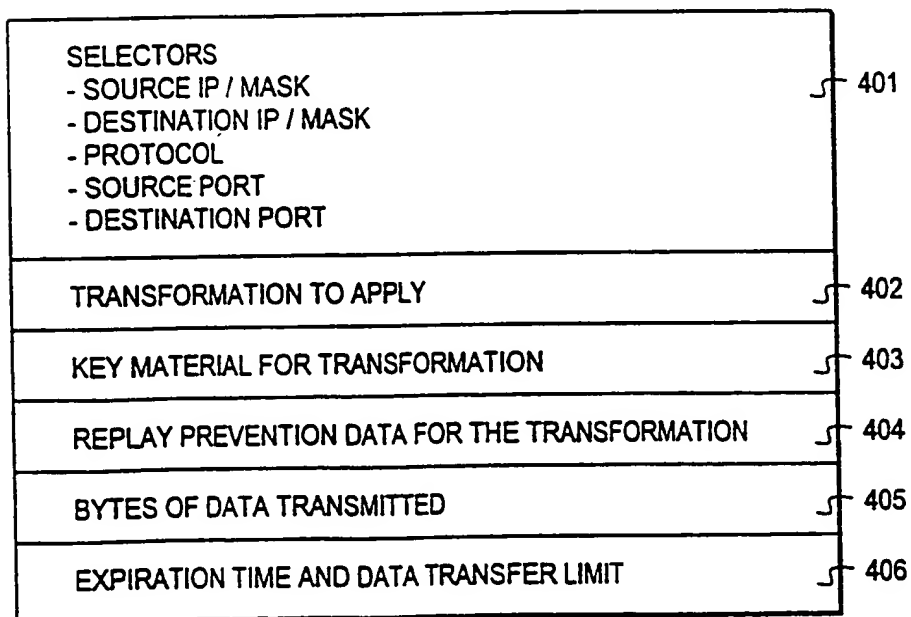 SELECTORS
- SOURCE IP / MASK
- DESTINATION IP / MASK
- PROTOCOL
- SOURCE PORT
- DESTINATION PORT
401
TRANSFORMATION TO APPLY
402
KEY MATERIAL FOR TRANSFORMATION
403
REPLAY PREVENTION DATA FOR THE TRANSFORMATION
404
BYTES OF DATA TRANSMITTED
405
EXPIRATION TIME AND DATA TRANSFER LIMIT
406